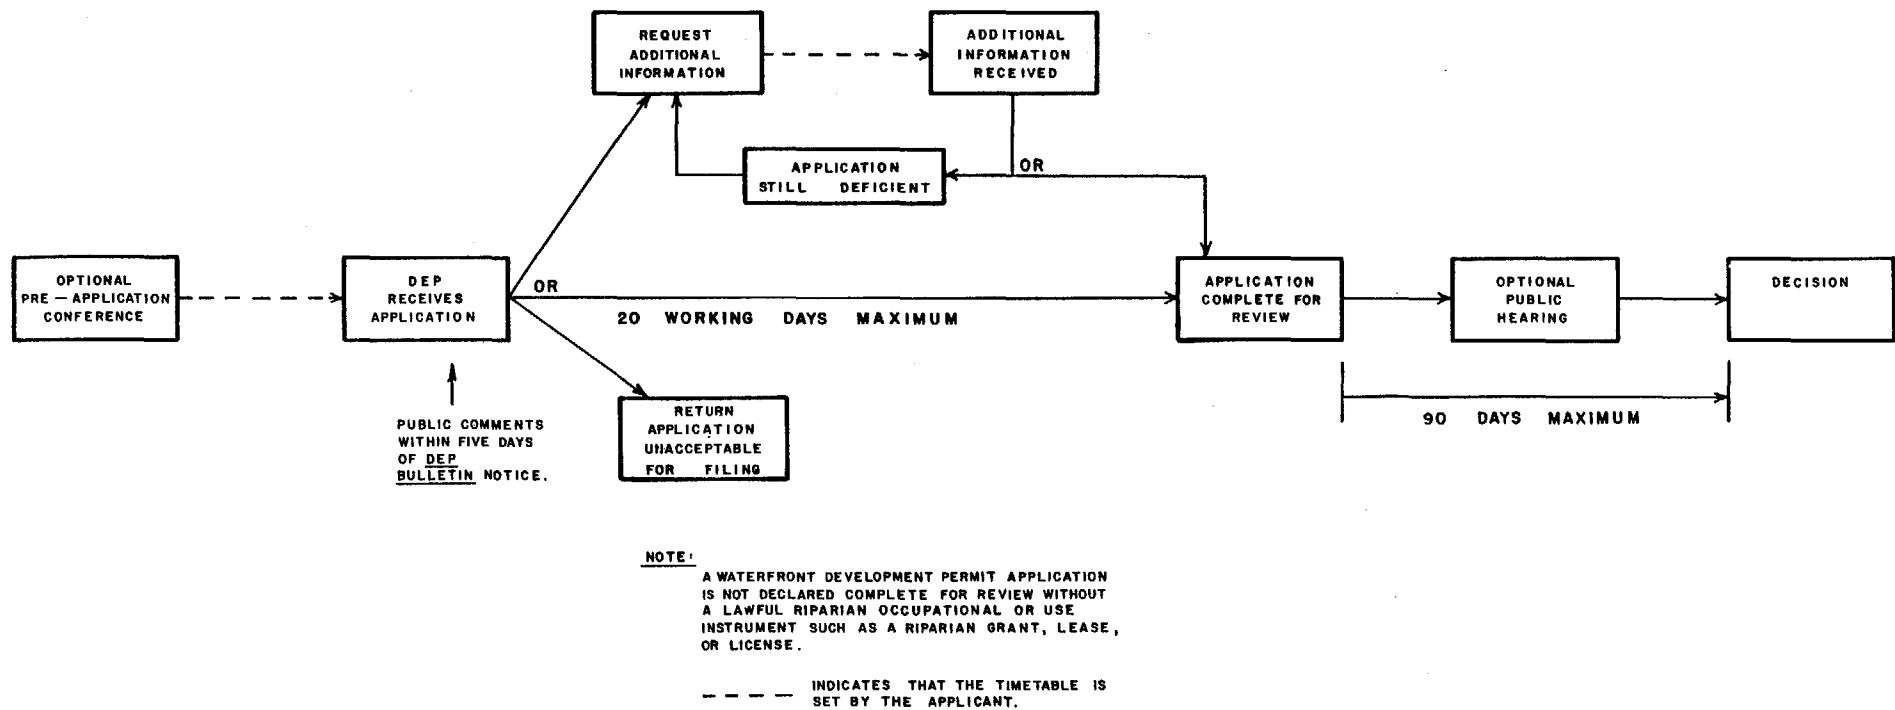 REQUEST
ADDITIONAL
INFORMATION
ADDITIONAL
INFORMATION
RECEIVED
APPLICATION
STILL DEFICIENT
OR
OPTIONAL
PRE — APPLICATION
CONFERENCE
DEP
RECEIVES
APPLICATION
OR
20 WORKING DAYS MAXIMUM
APPLICATION
COMPLETE FOR
REVIEW
OPTIONAL
PUBLIC
HEARING
DECISION
90 DAYS MAXIMUM
PUBLIC COMMENTS
WITHIN FIVE DAYS
OF DEP
BULLETIN NOTICE.
RETURN
APPLICATION
UNACCEPTABLE
FOR FILING
NOTE:
A WATERFRONT DEVELOPMENT PERMIT APPLICATION
IS NOT DECLARED COMPLETE FOR REVIEW WITHOUT
A LAWFUL RIPARIAN OCCUPATIONAL OR USE
INSTRUMENT SUCH AS A RIPARIAN GRANT, LEASE,
OR LICENSE.
INDICATES THAT THE TIMETABLE IS
SET BY THE APPLICANT.